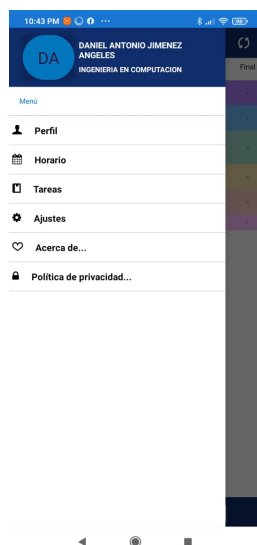 10:43 PM
DA
DANIEL ANTONIO JIMENEZ
ANGELES
INGENIERIA EN COMPUTACION
Final
Menú
Perfil
Horario
Tareas
Ajustes
Acerca de...
Política de privacidad...